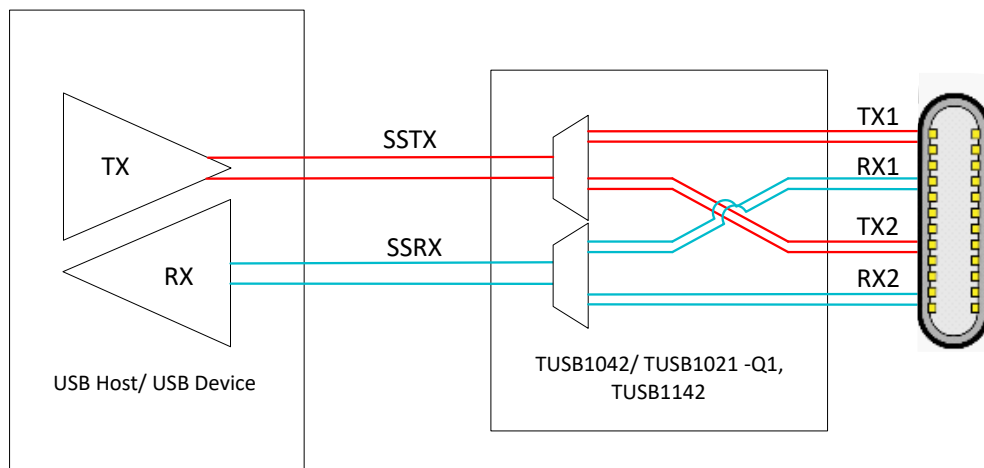 TX
SSTX
TX1
RX1
TX2
RX2
RX
SSRX
USB Host/ USB Device
TUSB1042/ TUSB1021 -Q1,
TUSB1142